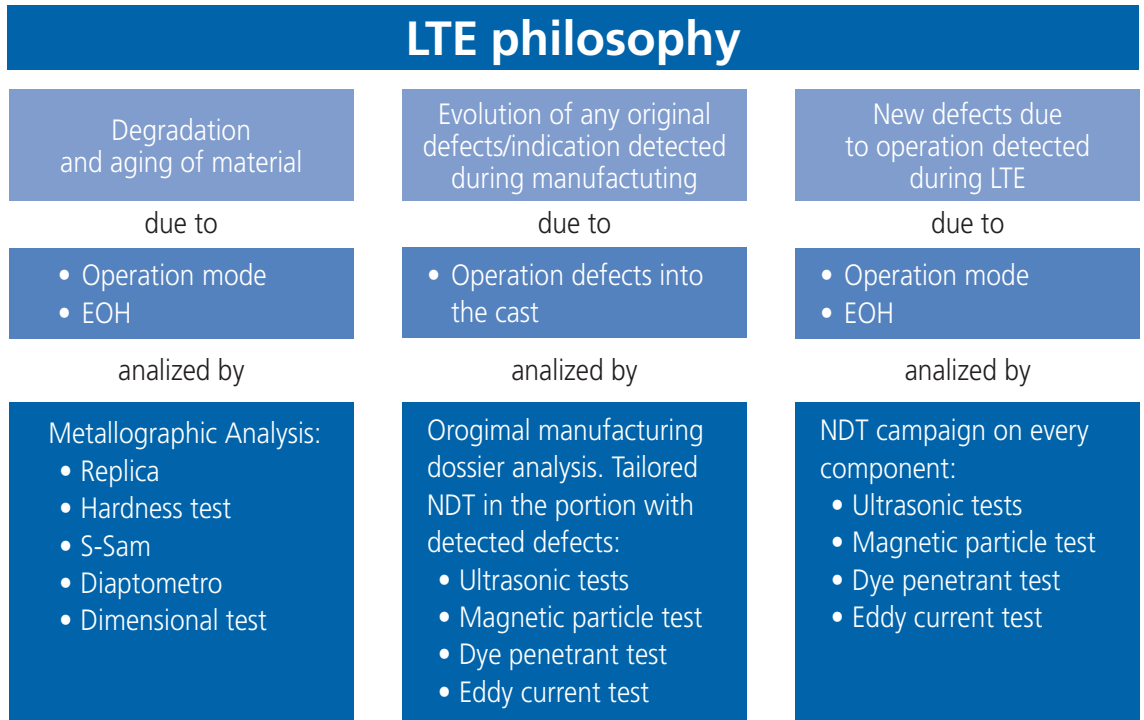 LTE philosophy
Degradation
and aging of material
due to
• Operation mode
• EOH
analized by
Metallographic Analysis:
• Replica
• Hardness test
• S-Sam
• Diaptometro
• Dimensional test
Evolution of any original
defects/indication detected
during manufactuting
due to
• Operation defects into
the cast
analized by
Orogimal manufacturing
dossier analysis. Tailored
NDT in the portion with
detected defects:
• Ultrasonic tests
• Magnetic particle test
• Dye penetrant test
• Eddy current test
New defects due
to operation detected
during LTE
due to
• Operation mode
• EOH
analized by
NDT campaign on every
component:
• Ultrasonic tests
• Magnetic particle test
• Dye penetrant test
• Eddy current test